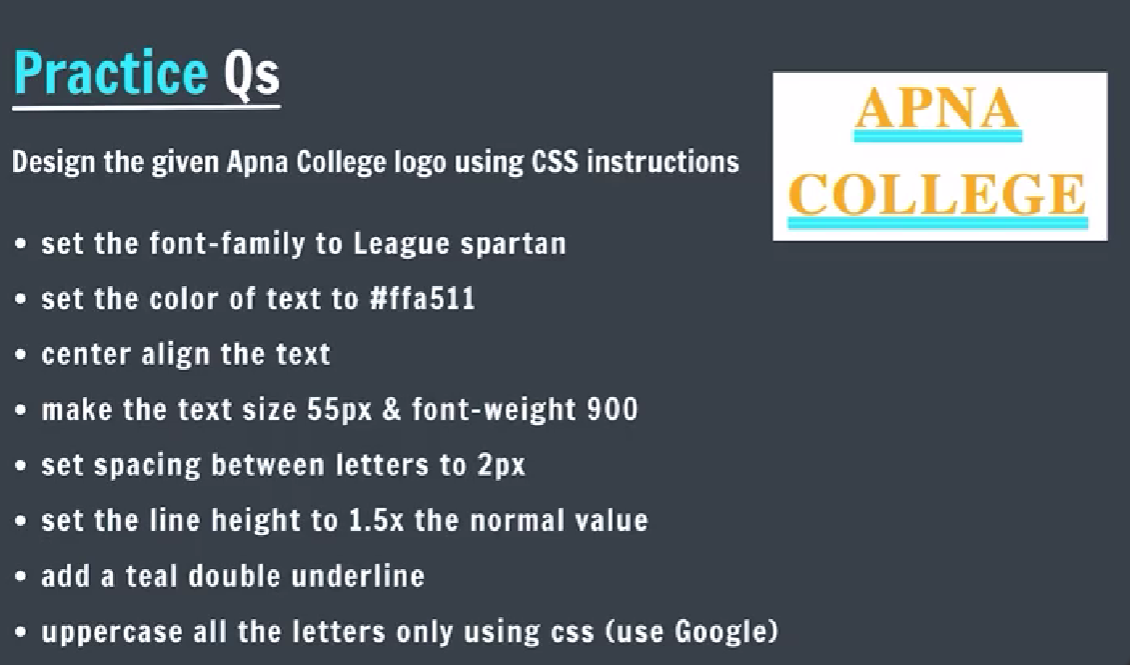 Practice Qs
APNA
COLLEGE
Design the given Apna College logo using CSS instructions
• set the font-family to League spartan
• set the color of text to #ffa511
• center align the text
• make the text size 55px & font-weight 900
• set spacing between letters to 2px
• set the line height to 1.5x the normal value
• add a teal double underline
• uppercase all the letters only using css (use Google)